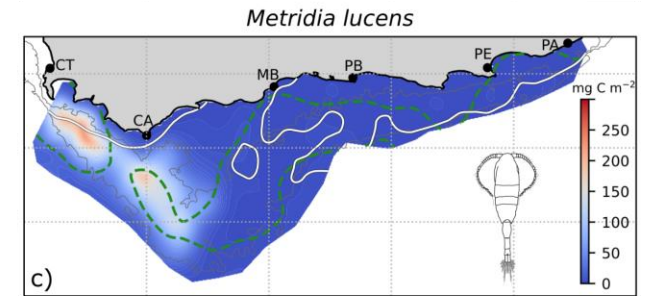 Metridia lucens
CT
CA
MB
PB
PE
PA
mg C m⁻²
250
200
150
100
50
0
c)